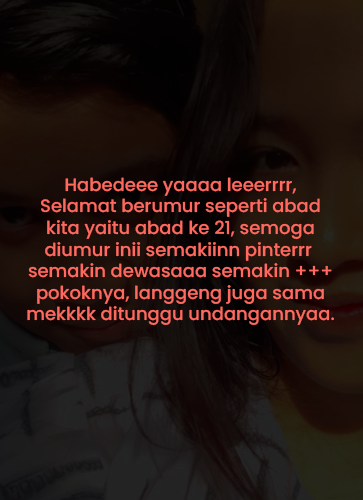 Habedeee yaaaa leeerrrr,
Selamat berumur seperti abad
kita yaitu abad ke 21, semoga
diumur inii semakiinn pinterrr
semakin dewasaaa semakin +++
pokoknya, langgeng juga sama
mekkkk ditunggu undangannyaa.